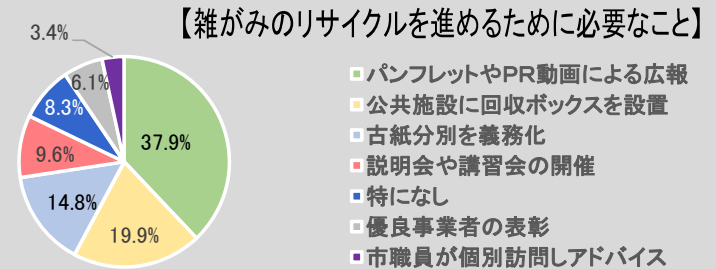 【雑がみのリサイクルを進めるために必要なこと】
3.4%
6.1%
8.3%
9.6%
14.8%
19.9%
37.9%
パンフレットやPR動画による広報
公共施設に回収ボックスを設置
古紙分別を義務化
説明会や講習会の開催
特になし
優良事業者の表彰
市職員が個別訪問しアドバイス